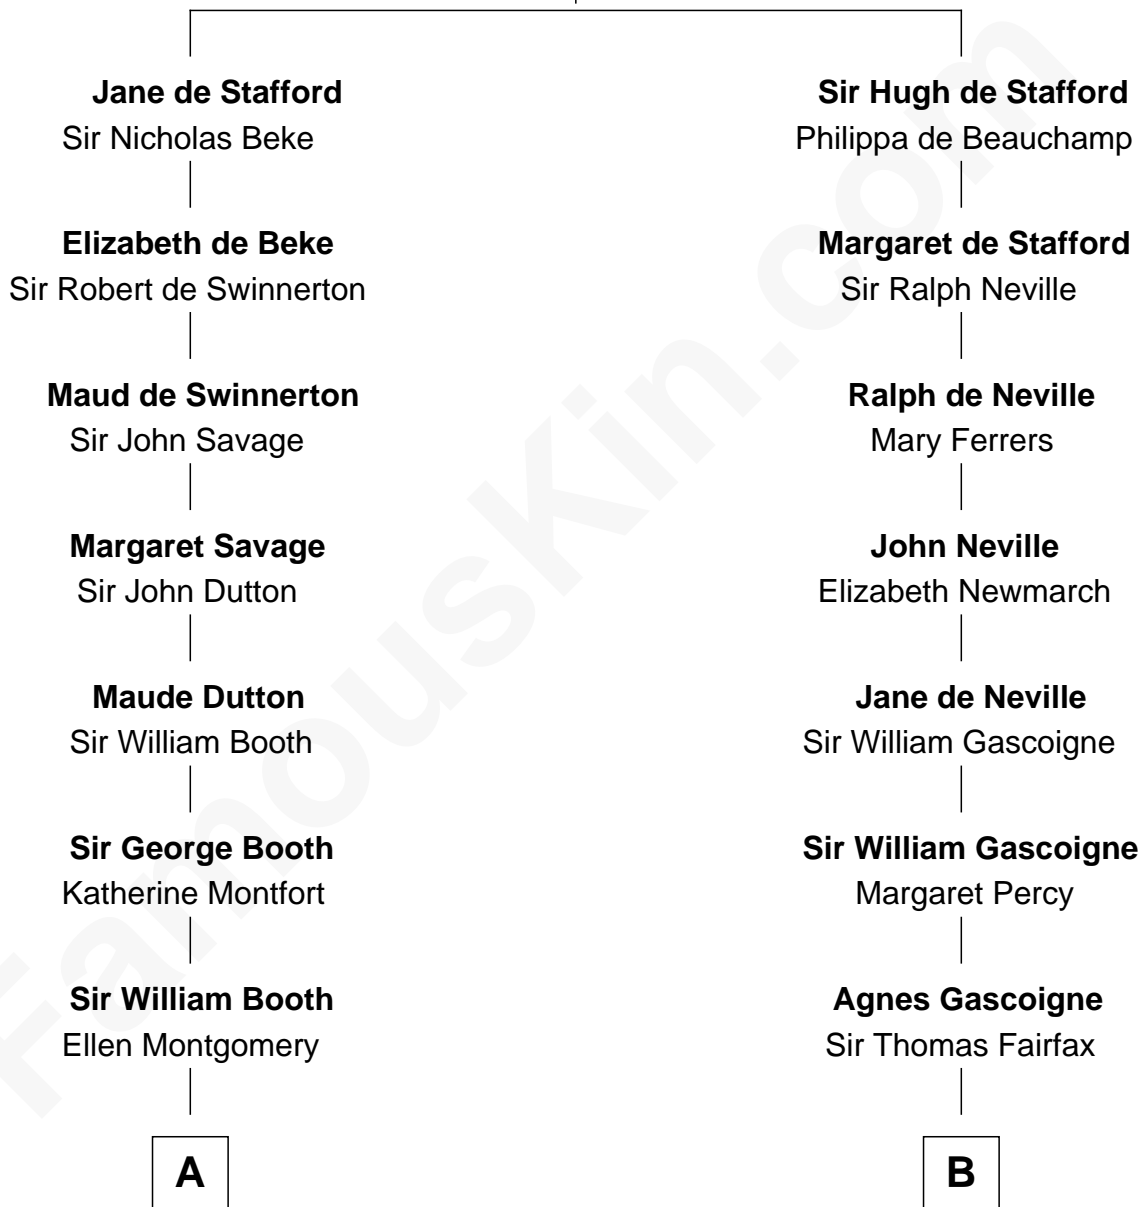 Jane de Stafford
Sir Nicholas Beke
Elizabeth de Beke
Sir Robert de Swinnerton
Maud de Swinnerton
Sir John Savage
Margaret Savage
Sir John Dutton
Maude Dutton
Sir William Booth
Sir George Booth
Katherine Montfort
Sir William Booth
Ellen Montgomery
A
Sir Hugh de Stafford
Philippa de Beauchamp
Margaret de Stafford
Sir Ralph Neville
Ralph de Neville
Mary Ferrers
John Neville
Elizabeth Newmarch
Jane de Neville
Sir William Gascoigne
Sir William Gascoigne
Margaret Percy
Agnes Gascoigne
Sir Thomas Fairfax
B
FamousKin.com